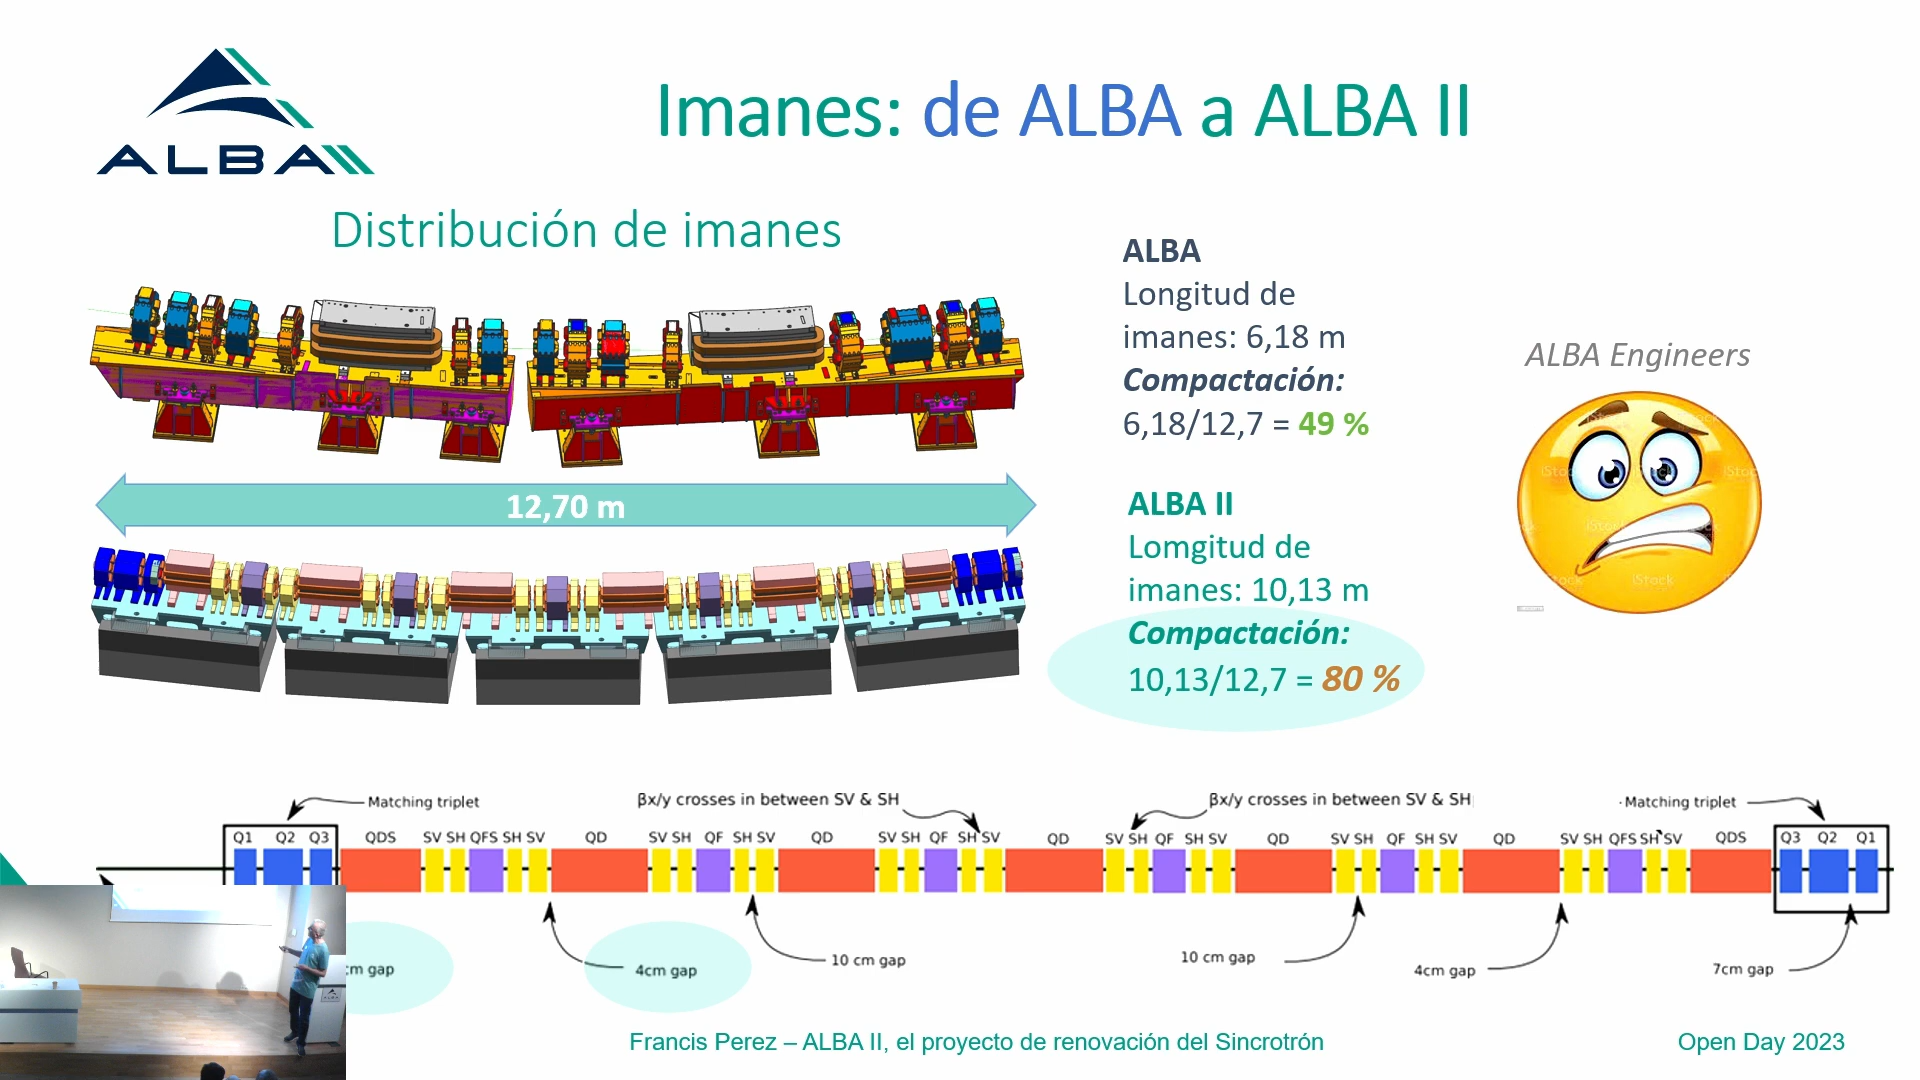 ALBA
Imanes: de ALBA a ALBA II
Distribución de imanes
12,70 m
ALBA
Longitud de
imanes: 6,18 m
Compactación:
6,18/12,7 = 49 %
ALBA II
Lomgitud de
imanes: 10,13 m
Compactación:
10,13/12,7 = 80 %
ALBA Engineers
iStock
Matching triplet
βx/y crosses in between SV & SH
βx/y crosses in between SV & SH
Matching triplet
Q1 Q2 Q3 QDS SV SH QFS SH SV QD SV SH QF SH SV QD SV SH QF SH SV QD SV SH QF SH SV QD SV SH QF SH SV QD SV SH QFS SH SV QDS Q3 Q2 Q1
cm gap
4cm gap
10 cm gap
10 cm gap
4cm gap
7cm gap
Francis Perez – ALBA II, el proyecto de renovación del Sincrotrón
Open Day 2023